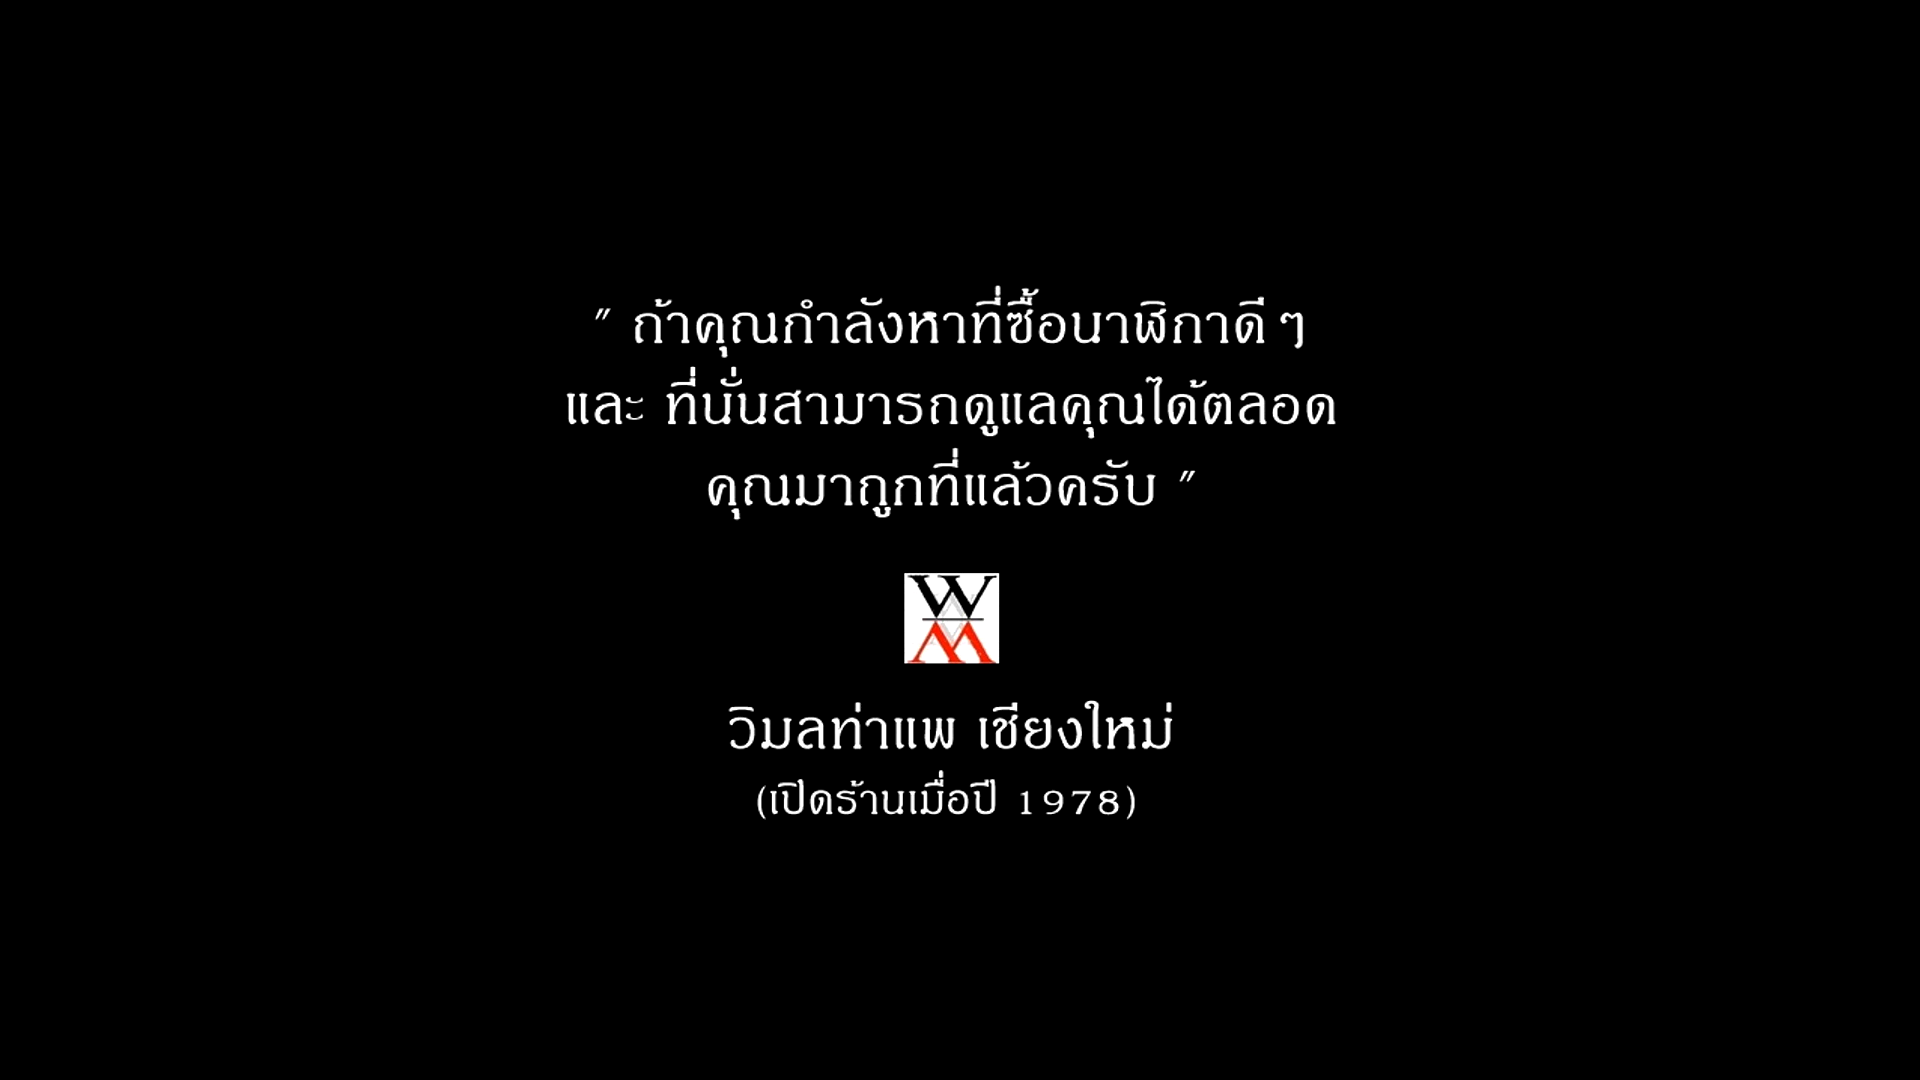 " ถ้าคุณกำลังหาที่ซื้อนาฬิกาดีๆ
และ ที่นั่นสามารถดูแลคุณได้ตลอด
คุณมาถูกที่แล้วครับ "
W
M
วิมลท่าแพ เชียงใหม่
(เปิดร้านเมื่อปี 1978)